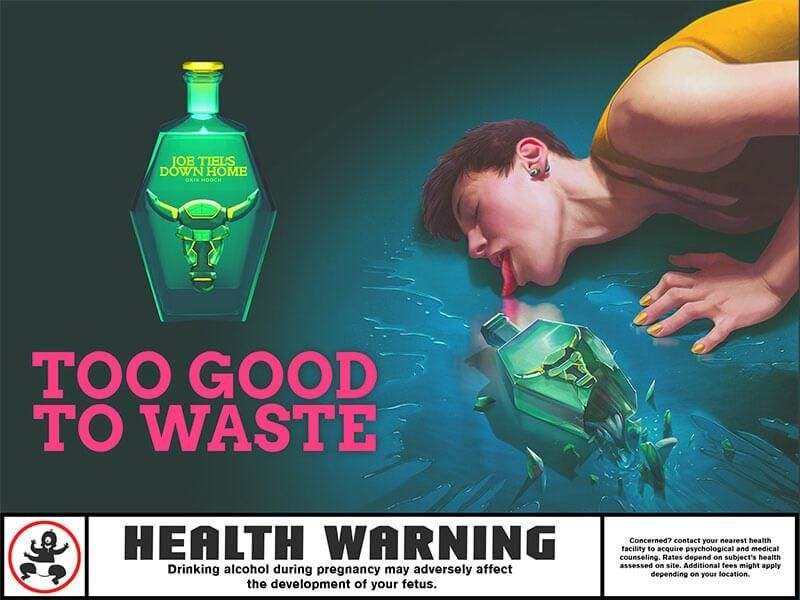 JOE TIEL'S
DOWN HOME
OKIE HOOCH
TOO GOOD
TO WASTE
HEALTH WARNING
Drinking alcohol during pregnancy may adversely affect
the development of your fetus.
Concerned? contact your nearest health
facility to acquire psychological and medical
counseling. Rates depend on subject's health
assessed on site. Additional fees might apply
depending on your location.